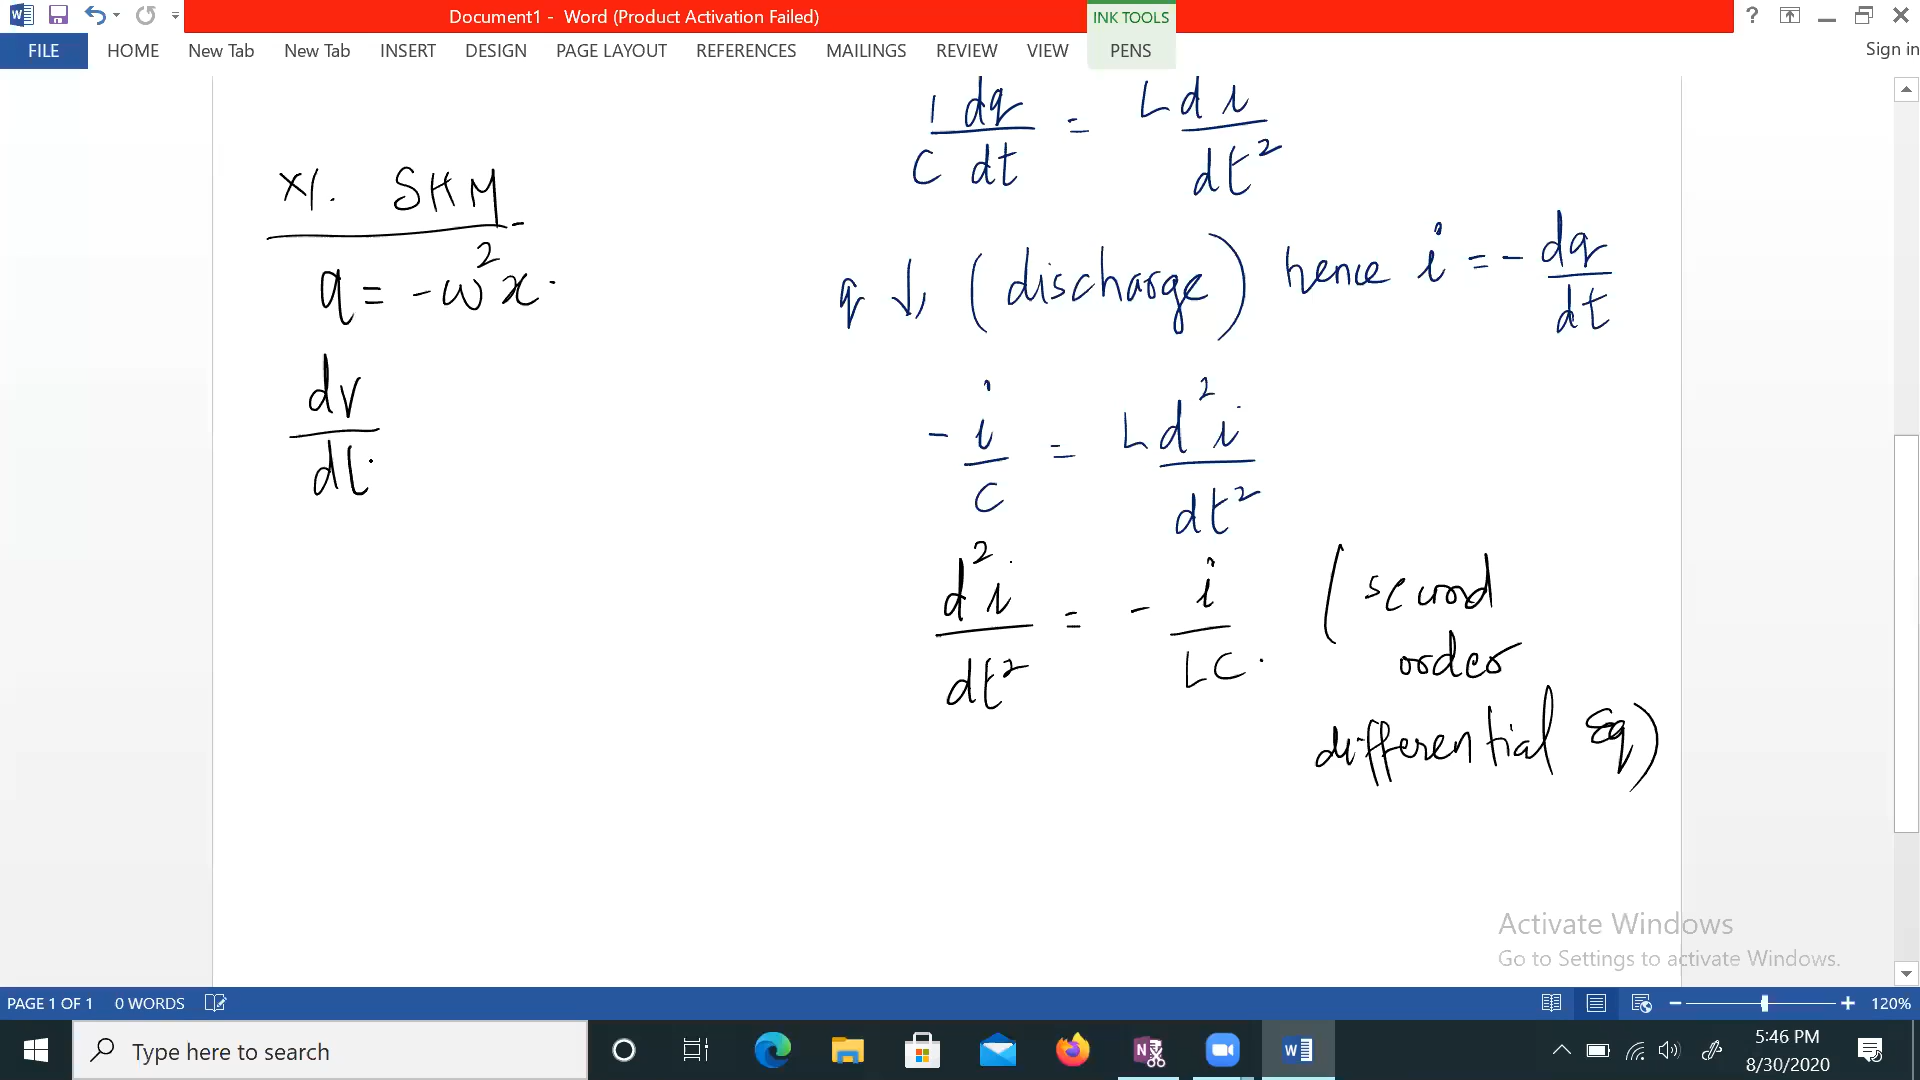 Document1 - Word (Product Activation Failed)
INK TOOLS
FILE HOME New Tab New Tab INSERT DESIGN PAGE LAYOUT REFERENCES MAILINGS REVIEW VIEW PENS
Sign in
1 dq / C dt = L d i / dt²
XI. SHM
a = -ω²x.
q ↓, (discharge) hence i = - dq/dt
dv/dt
- i/C = L d²i/dt²
d²i/dt² = - i/LC. (second
order
differential Eq)
Activate Windows
Go to Settings to activate Windows.
PAGE 1 OF 1 0 WORDS 120%
Type here to search
5:46 PM
8/30/2020